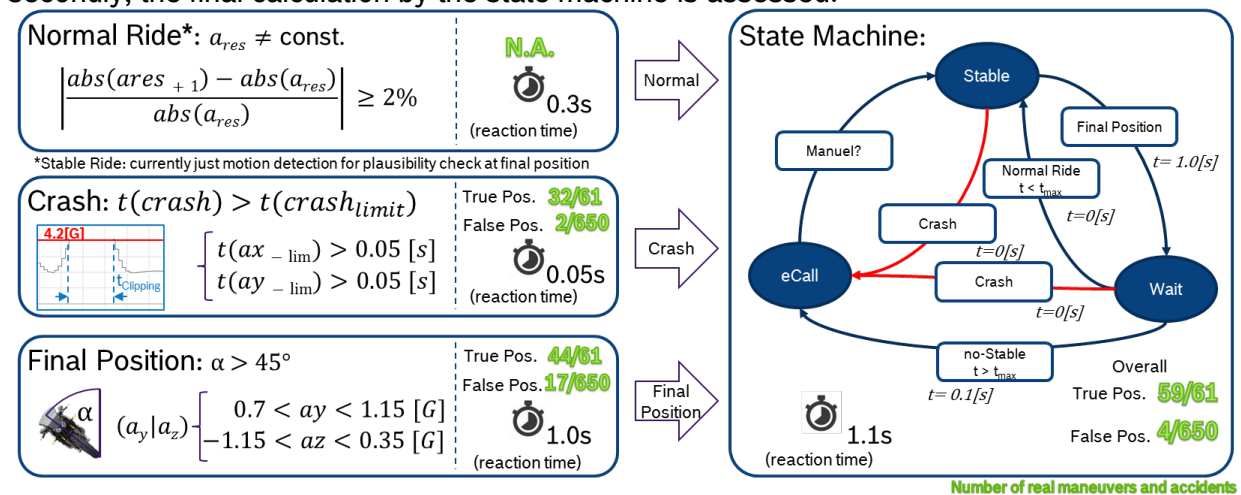 Secondly, the final calculation by the state machine is assessed.
Normal Ride*: a_res ≠ const.
|abs(ares + 1) − abs(a_res) / abs(a_res)| ≥ 2%
N.A.
0.3s
(reaction time)
Normal
*Stable Ride: currently just motion detection for plausibility check at final position
Crash: t(crash) > t(crash_limit)
4.2[G]
t_Clipping
t(ax _− lim) > 0.05 [s]
t(ay _− lim) > 0.05 [s]
True Pos. 32/61
False Pos. 2/650
0.05s
(reaction time)
Crash
Final Position: α > 45°
α
(a_y|a_z)
0.7 < ay < 1.15 [G]
−1.15 < az < 0.35 [G]
True Pos. 44/61
False Pos. 17/650
1.0s
(reaction time)
Final
Position
State Machine:
Stable
Final Position
t= 1.0[s]
Manuel?
Normal Ride
t < t_max
t=0[s]
Crash
t=0[s]
eCall
Crash
t=0[s]
Wait
no-Stable
t > t_max
t= 0.1[s]
Overall
True Pos. 59/61
False Pos. 4/650
1.1s
(reaction time)
Number of real maneuvers and accidents